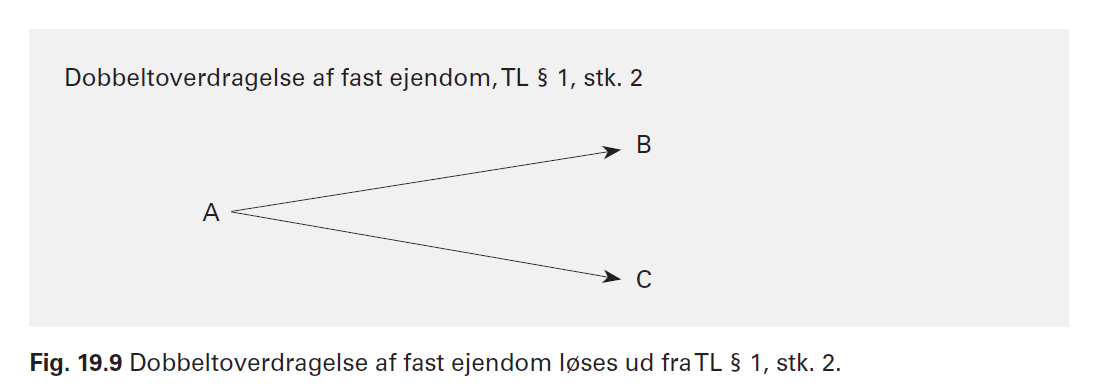 Dobbeltoverdragelse af fast ejendom, TL § 1, stk. 2
B
A
C
Fig. 19.9 Dobbeltoverdragelse af fast ejendom løses ud fra TL § 1, stk. 2.